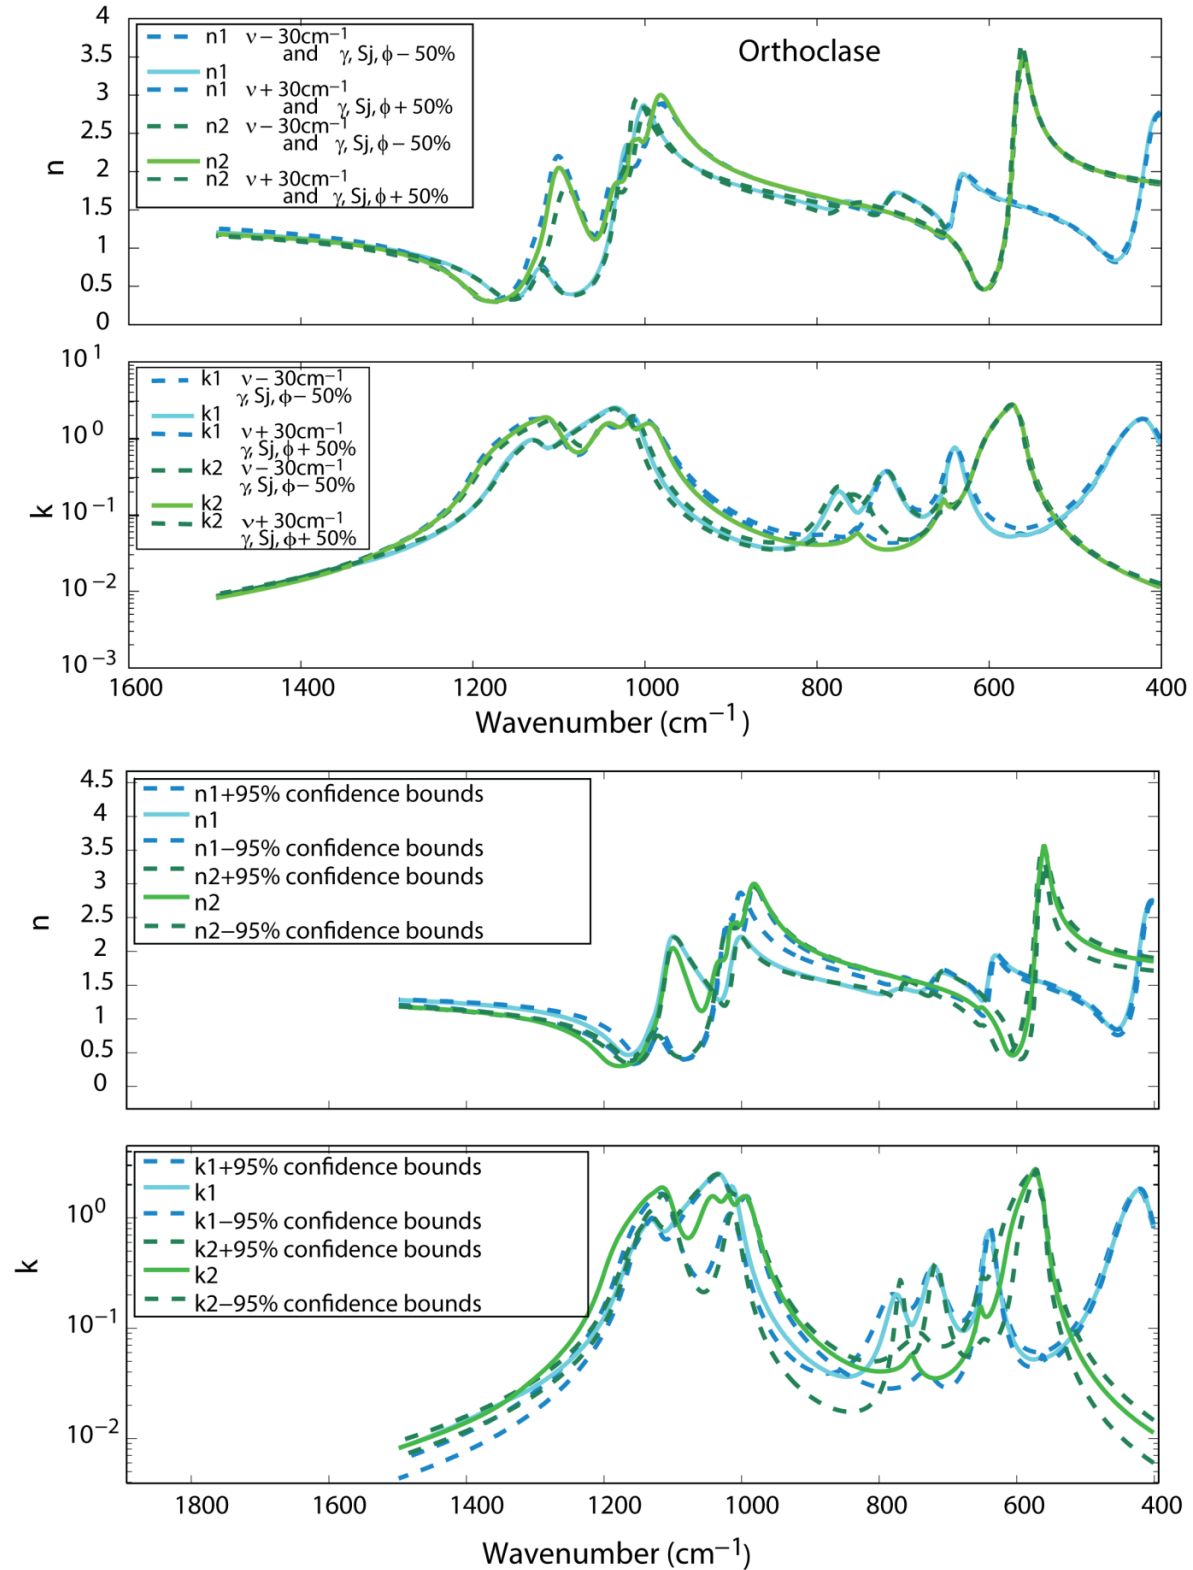 Orthoclase
n
4
3.5
3
2.5
2
1.5
1
0.5
0
n1 ν − 30cm⁻¹
and γ, Sj, ϕ − 50%
n1
n1 ν + 30cm⁻¹
and γ, Sj, ϕ + 50%
n2 ν − 30cm⁻¹
and γ, Sj, ϕ − 50%
n2
n2 ν + 30cm⁻¹
and γ, Sj, ϕ + 50%
k
10¹
10⁰
10⁻¹
10⁻²
10⁻³
k1 ν − 30cm⁻¹
γ, Sj, ϕ − 50%
k1
k1 ν + 30cm⁻¹
γ, Sj, ϕ + 50%
k2 ν − 30cm⁻¹
γ, Sj, ϕ − 50%
k2
k2 ν + 30cm⁻¹
γ, Sj, ϕ + 50%
1600 1400 1200 1000 800 600 400
Wavenumber (cm⁻¹)
n
4.5
4
3.5
3
2.5
2
1.5
1
0.5
0
n1+95% confidence bounds
n1
n1−95% confidence bounds
n2+95% confidence bounds
n2
n2−95% confidence bounds
k
10⁰
10⁻¹
10⁻²
k1+95% confidence bounds
k1
k1−95% confidence bounds
k2+95% confidence bounds
k2
k2−95% confidence bounds
1800 1600 1400 1200 1000 800 600 400
Wavenumber (cm⁻¹)